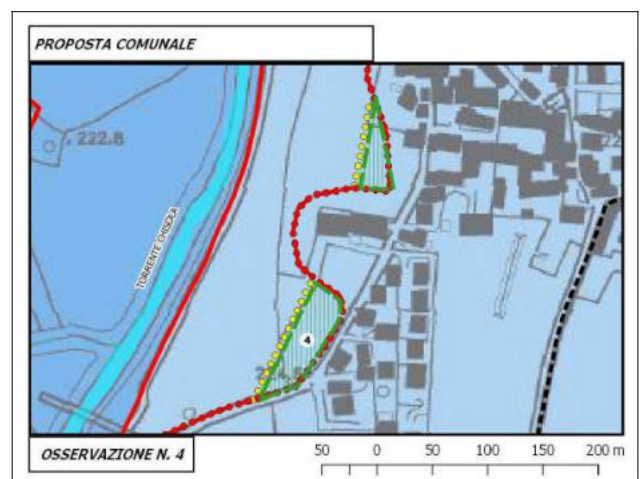 PROPOSTA COMUNALE
222.8
TORRENTE CHISOLA
4
OSSERVAZIONE N. 4
50 0 50 100 150 200 m